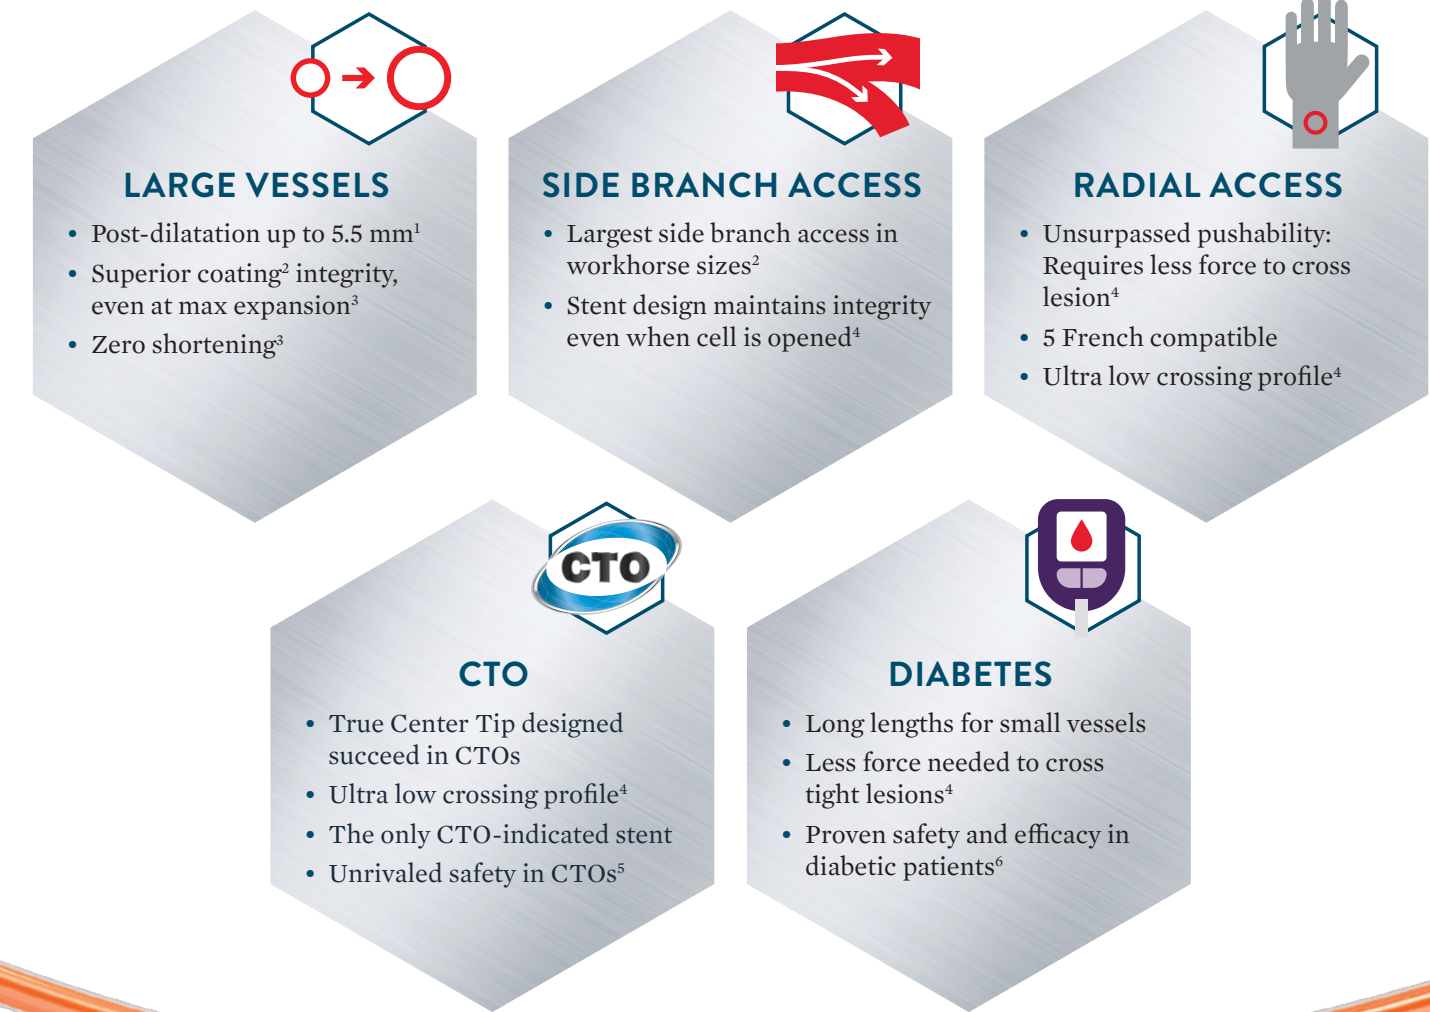 LARGE VESSELS
• Post-dilatation up to 5.5 mm¹
• Superior coating² integrity,
even at max expansion³
• Zero shortening³
SIDE BRANCH ACCESS
• Largest side branch access in
workhorse sizes²
• Stent design maintains integrity
even when cell is opened⁴
RADIAL ACCESS
• Unsurpassed pushability:
Requires less force to cross
lesion⁴
• 5 French compatible
• Ultra low crossing profile⁴
CTO
CTO
• True Center Tip designed
succeed in CTOs
• Ultra low crossing profile⁴
• The only CTO-indicated stent
• Unrivaled safety in CTOs⁵
DIABETES
• Long lengths for small vessels
• Less force needed to cross
tight lesions⁴
• Proven safety and efficacy in
diabetic patients⁶